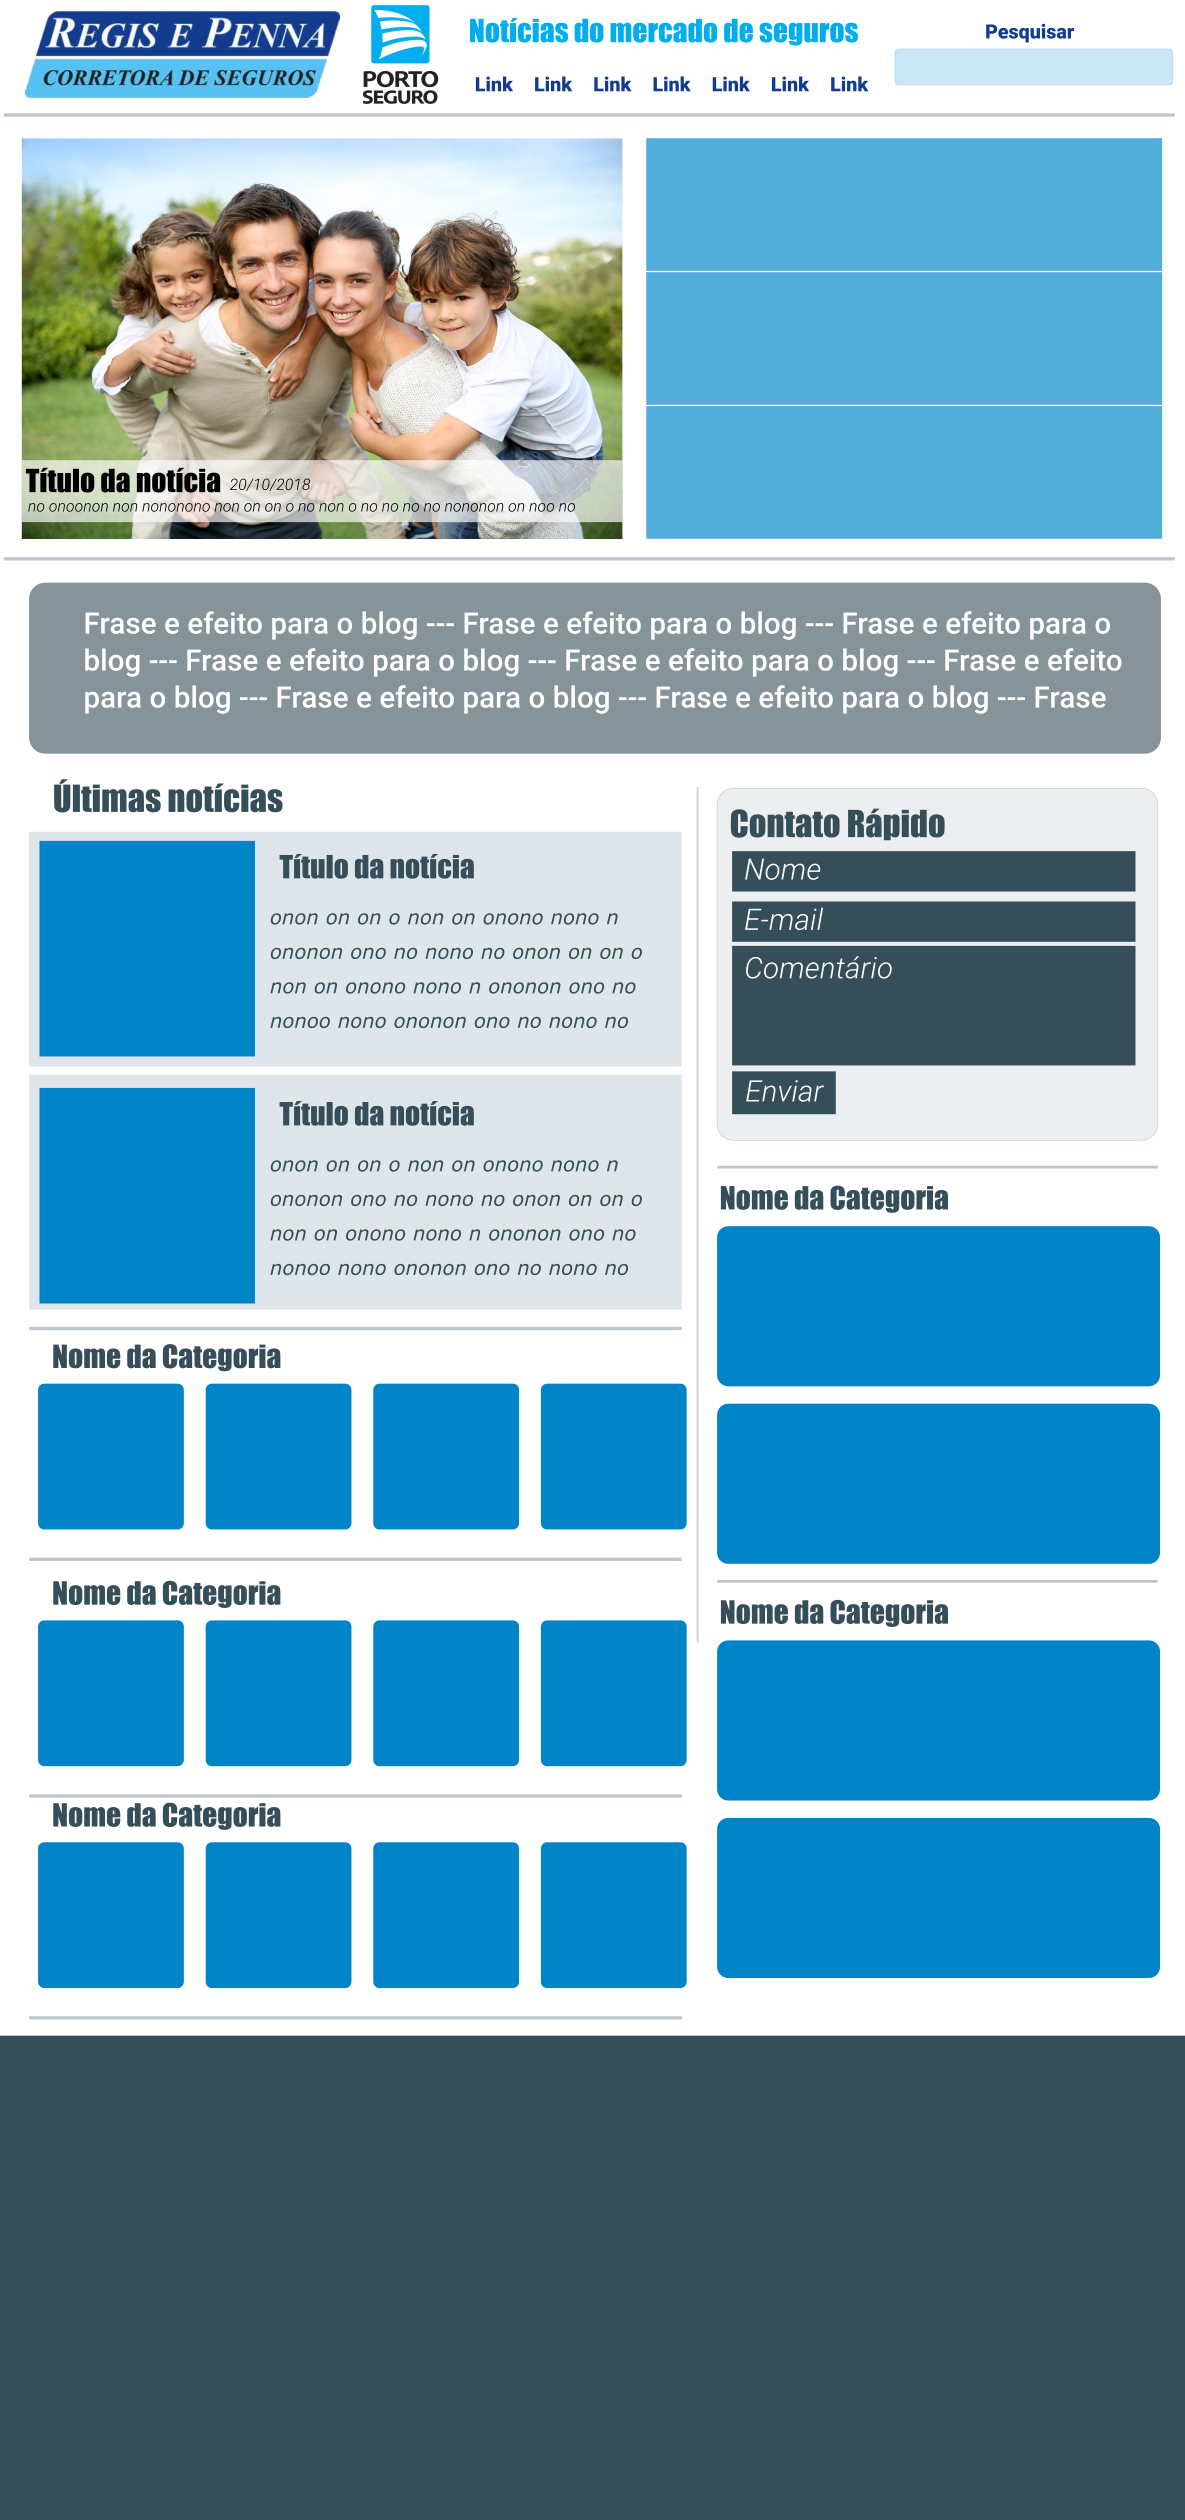 REGIS E PENNA
CORRETORA DE SEGUROS
PORTO
SEGURO
Notícias do mercado de seguros
Link Link Link Link Link Link Link
Pesquisar
Título da notícia 20/10/2018
no onoonon non nononono non on on o no non o no no no no nononon on noo no
Frase e efeito para o blog --- Frase e efeito para o blog --- Frase e efeito para o
blog --- Frase e efeito para o blog --- Frase e efeito para o blog --- Frase e efeito
para o blog --- Frase e efeito para o blog --- Frase e efeito para o blog --- Frase
Últimas notícias
Título da notícia
onon on on o non on onono nono n
ononon ono no nono no onon on on o
non on onono nono n ononon ono no
nonoo nono ononon ono no nono no
Título da notícia
onon on on o non on onono nono n
ononon ono no nono no onon on on o
non on onono nono n ononon ono no
nonoo nono ononon ono no nono no
Nome da Categoria
Nome da Categoria
Nome da Categoria
Contato Rápido
Nome
E-mail
Comentário
Enviar
Nome da Categoria
Nome da Categoria